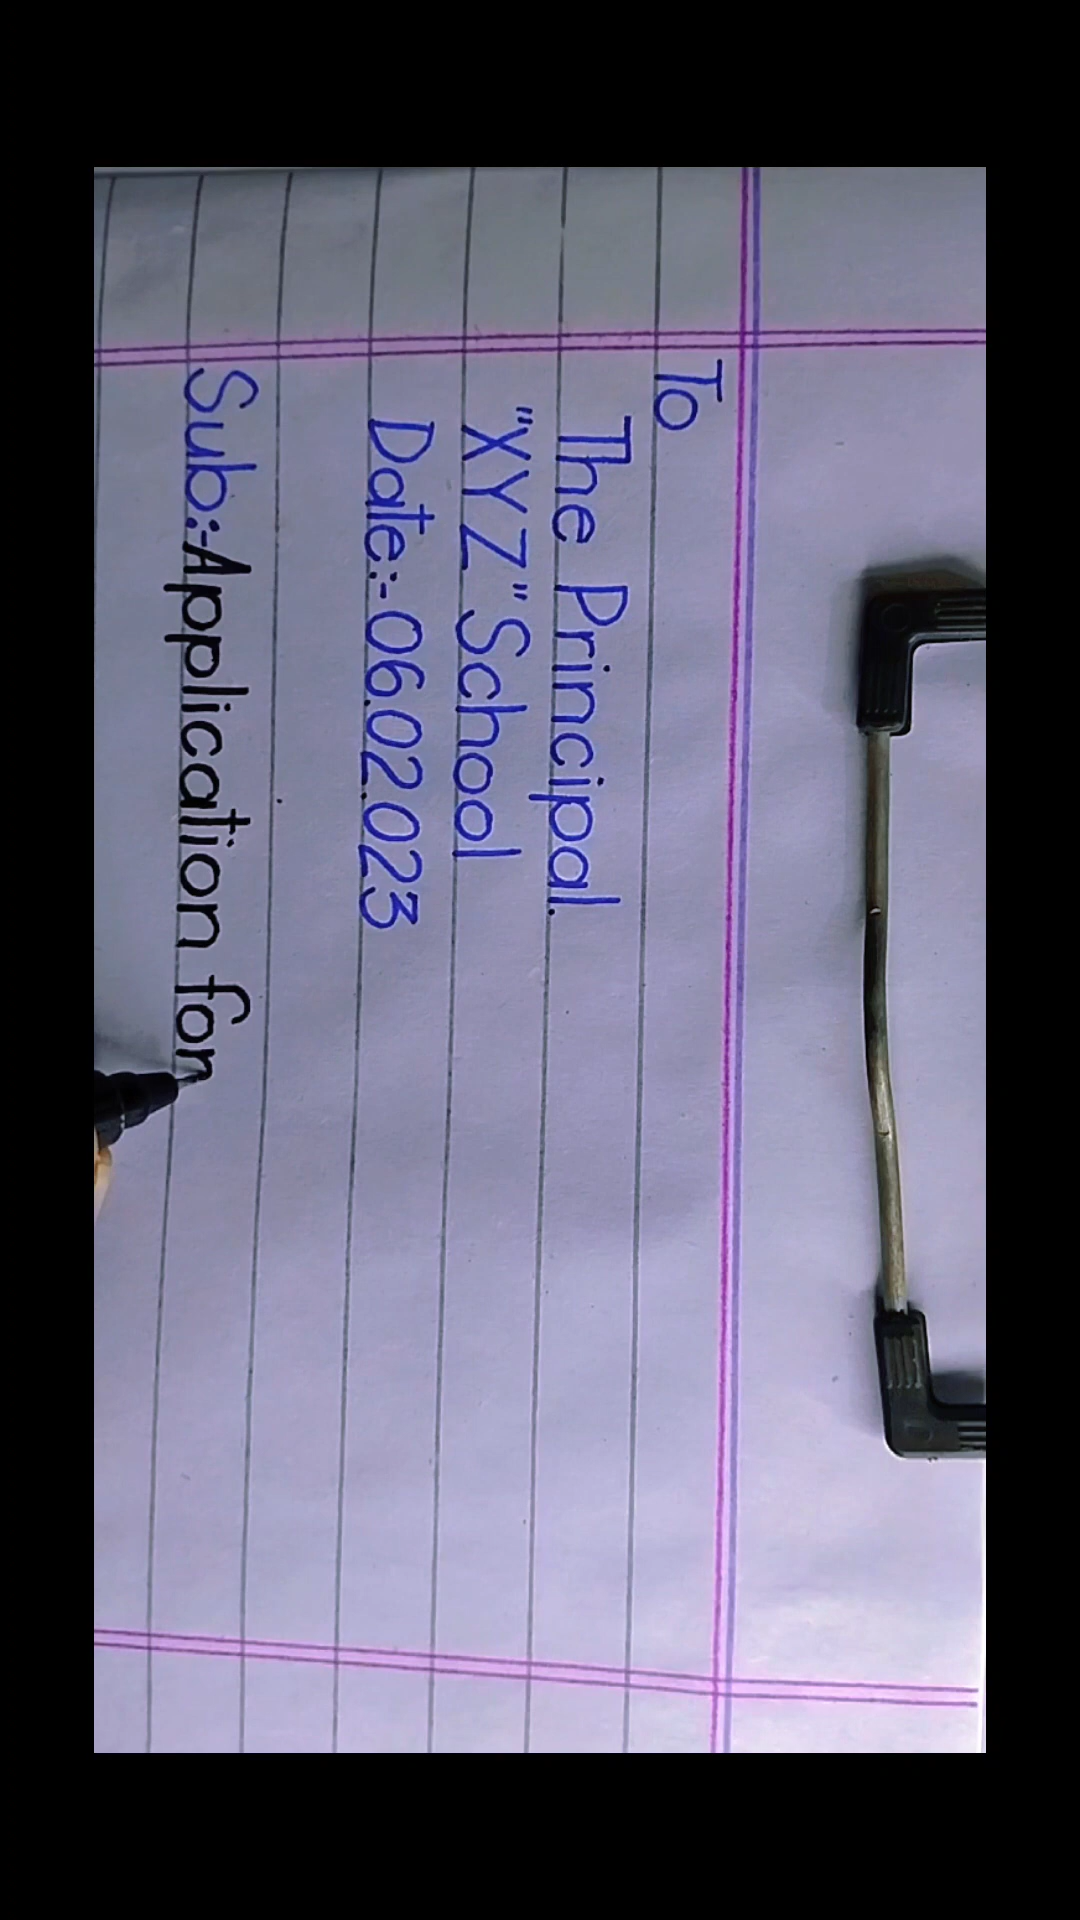 To
The Principal.
"XYZ" School
Date:-06.02.023
Sub:-Application for